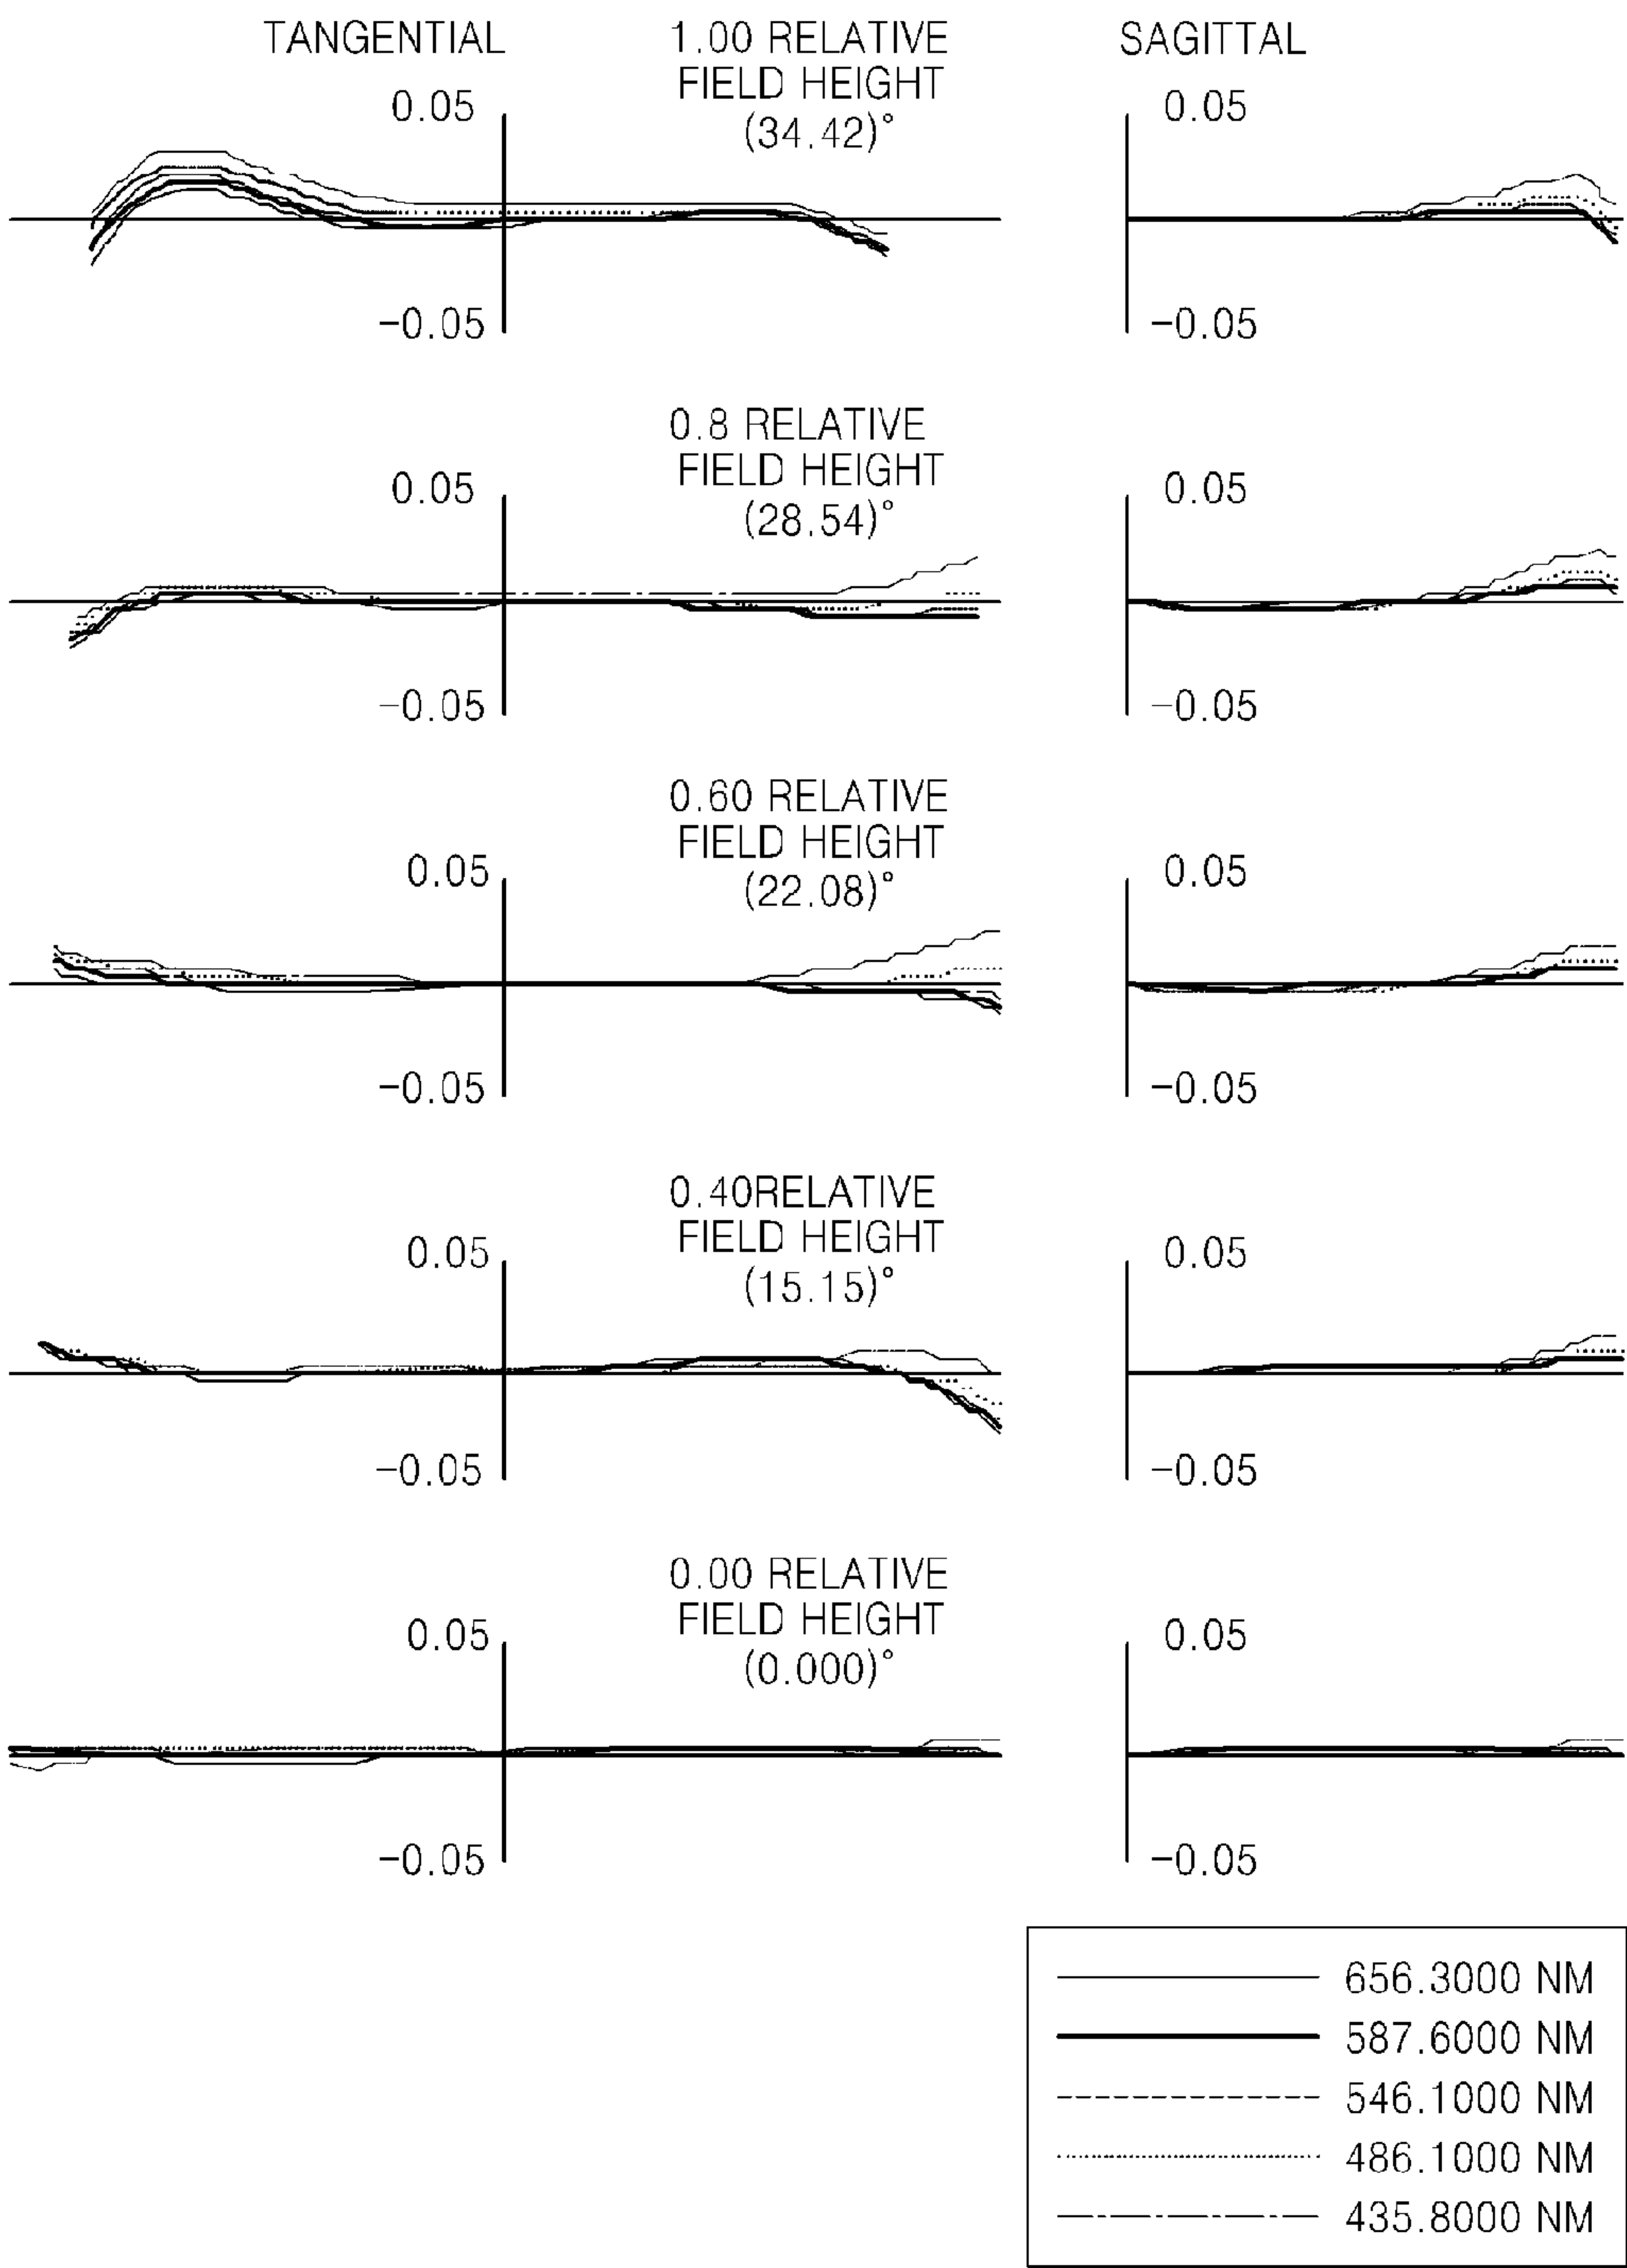 TANGENTIAL
1.00 RELATIVE
FIELD HEIGHT
(34.42)°
SAGITTAL
0.05
0.05
-0.05
-0.05
0.8 RELATIVE
FIELD HEIGHT
(28.54)°
0.05
0.05
-0.05
-0.05
0.60 RELATIVE
FIELD HEIGHT
(22.08)°
0.05
0.05
-0.05
-0.05
0.40RELATIVE
FIELD HEIGHT
(15.15)°
0.05
0.05
-0.05
-0.05
0.00 RELATIVE
FIELD HEIGHT
(0.000)°
0.05
0.05
-0.05
-0.05
656.3000 NM
587.6000 NM
546.1000 NM
486.1000 NM
435.8000 NM